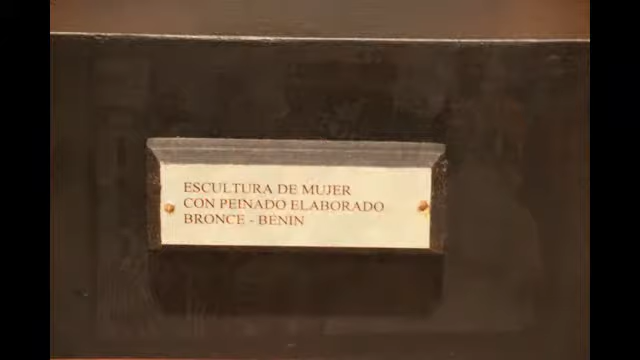 ESCULTURA DE MUJER
CON PEINADO ELABORADO
BRONCE - BENIN